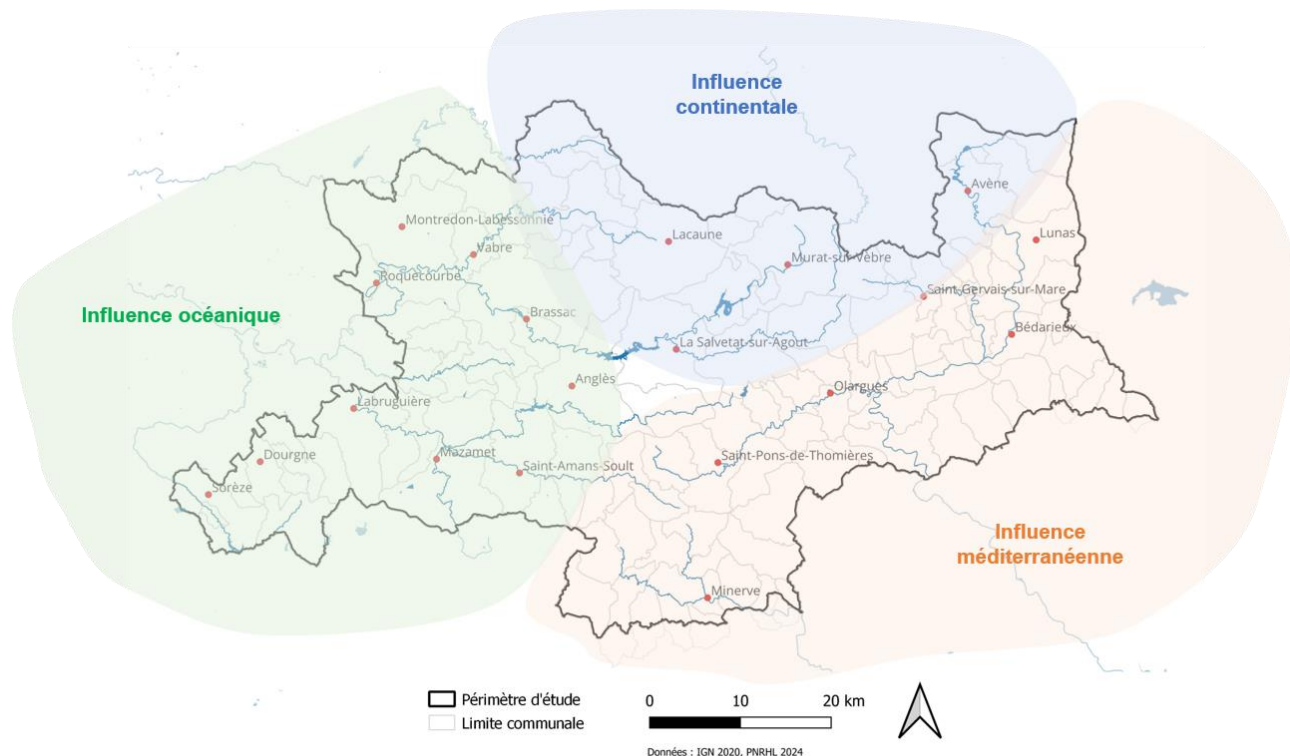 Influence
continentale
Avène
Montredon-Labessonnié
Lacaune
Lunas
Vabre
Murat-sur-Vèbre
Roquecourbe
Saint-Gervais-sur-Mare
Influence océanique
Brassac
Bédarieux
La Salvetat-sur-Agout
Anglès
Olargues
Labruguière
Mazamet
Saint-Pons-de-Thomières
Dourgne
Saint-Amans-Soult
Sorèze
Influence
méditerranéenne
Minerve
Périmètre d'étude
Limite communale
0 10 20 km
Données : IGN 2020, PNRHL 2024